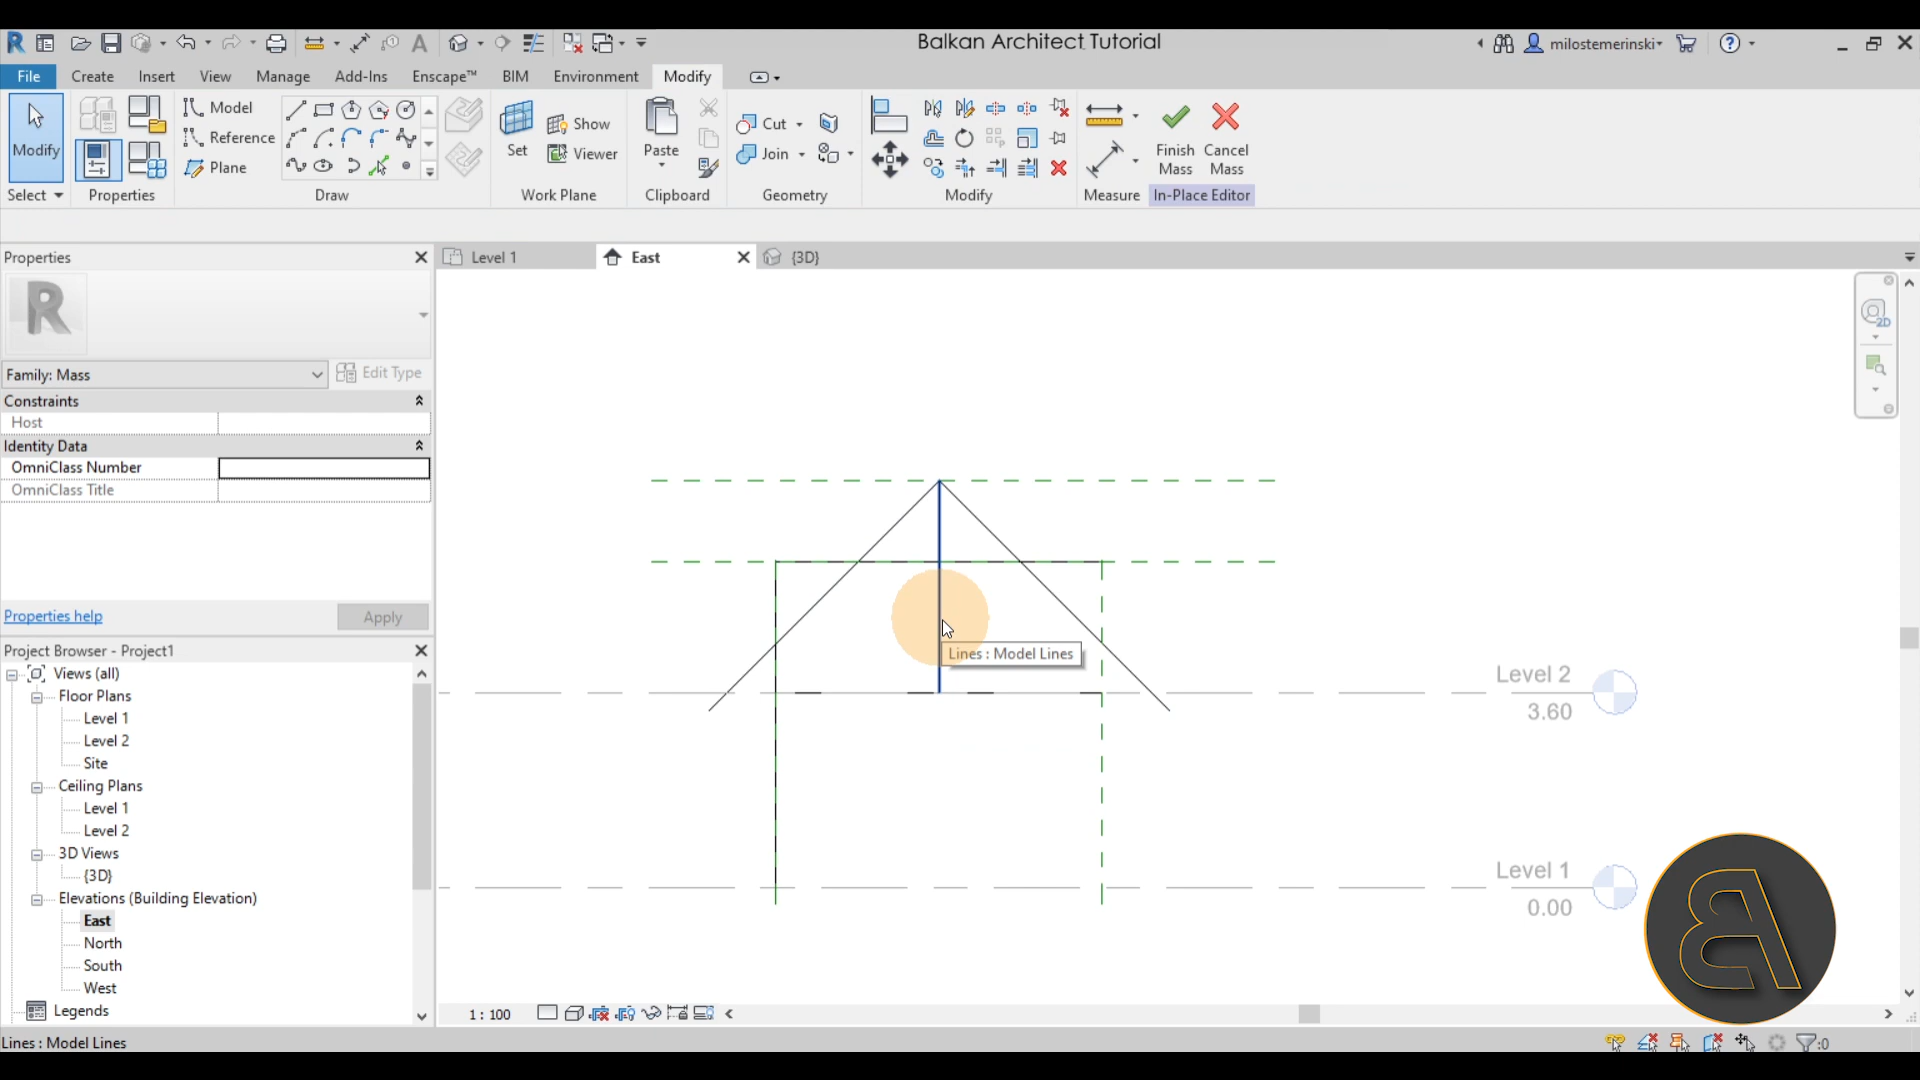 Balkan Architect Tutorial
milostemerinski
File Create Insert View Manage Add-Ins Enscape™ BIM Environment Modify
Modify
Model
Reference
Plane
Set
Show
Viewer
Paste
Cut
Join
Finish Mass
Cancel Mass
Select Properties Draw Work Plane Clipboard Geometry Modify Measure In-Place Editor
Properties
Level 1
East
{3D}
R
2D
Family: Mass
Edit Type
Constraints
Host
Identity Data
OmniClass Number
OmniClass Title
Properties help
Apply
Project Browser - Project1
Views (all)
Floor Plans
Level 1
Level 2
Site
Ceiling Plans
Level 1
Level 2
3D Views
{3D}
Elevations (Building Elevation)
East
North
South
West
Legends
Lines : Model Lines
Level 2
3.60
Level 1
0.00
1 : 100
Lines : Model Lines
:0